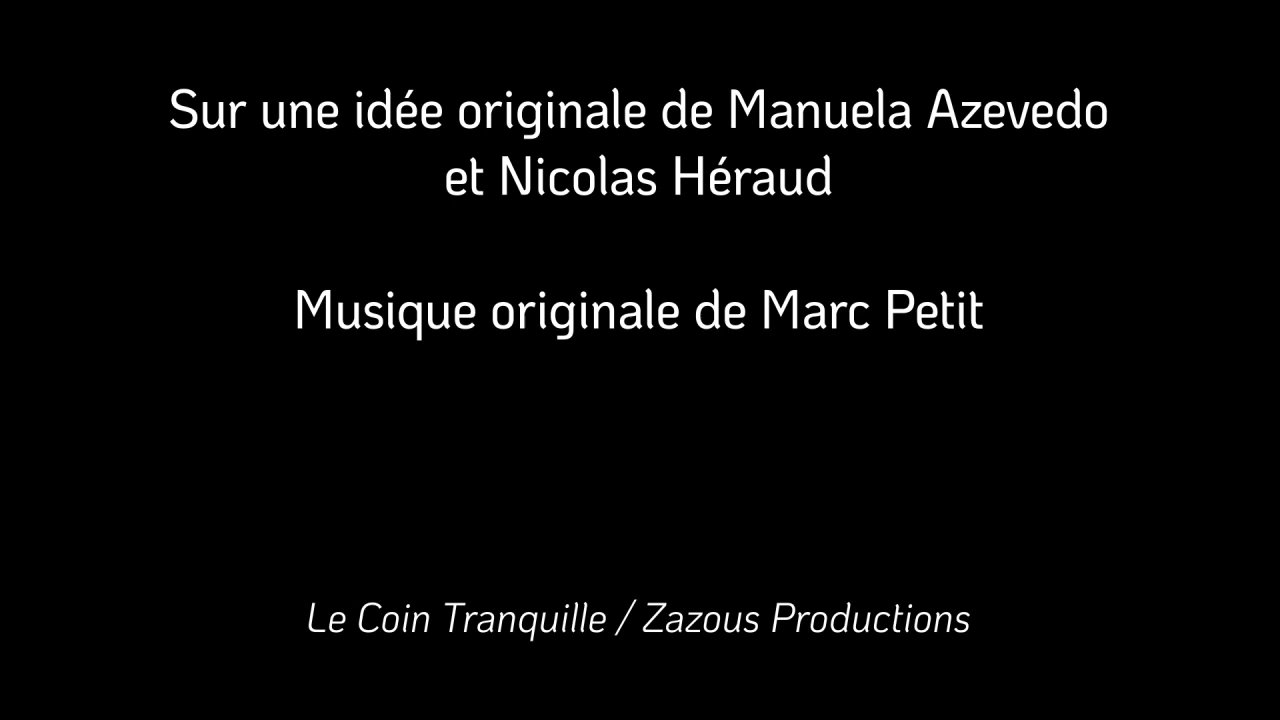 Sur une idée originale de Manuela Azevedo
et Nicolas Héraud
Musique originale de Marc Petit
Le Coin Tranquille / Zazous Productions